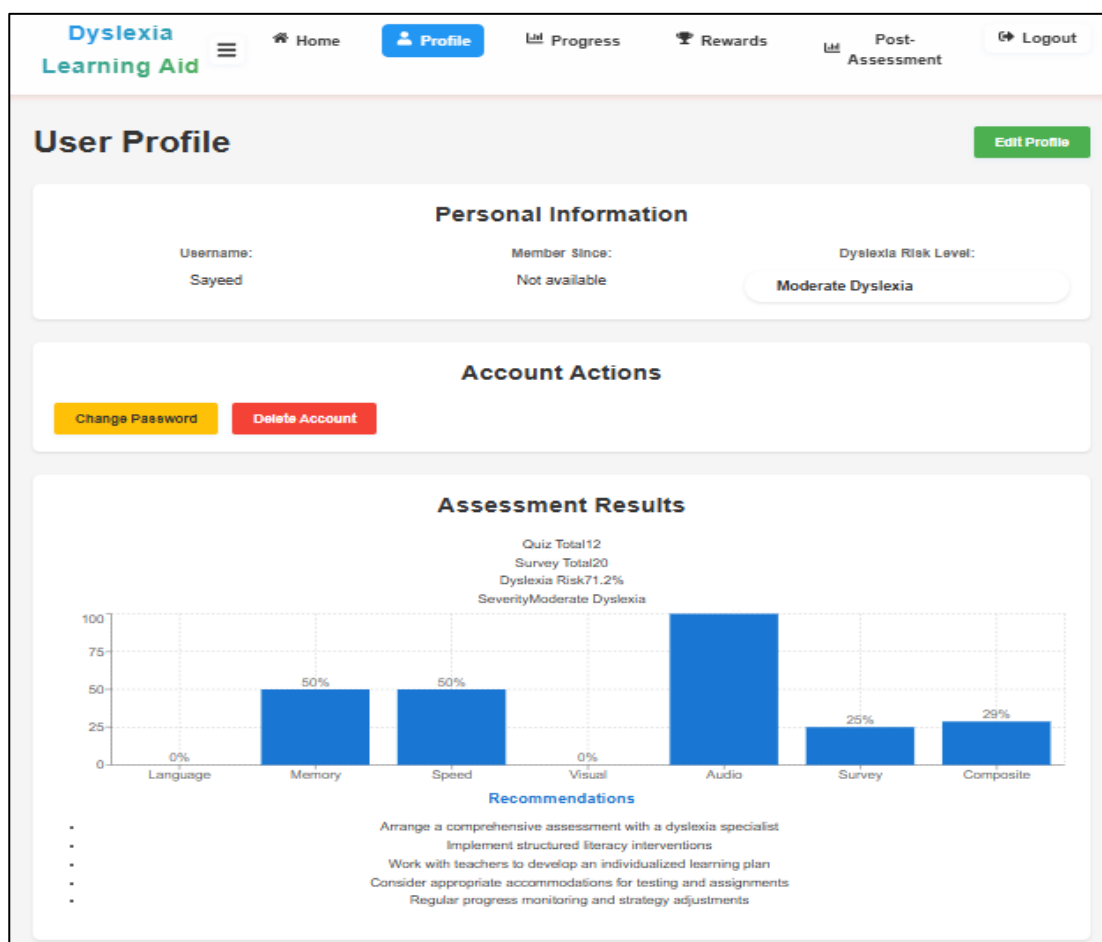 Dyslexia
Learning Aid
Home
Profile
Progress
Rewards
Post-
Assessment
Logout
User Profile
Edit Profile
Personal Information
Username:
Member Since:
Dyslexia Risk Level:
Sayeed
Not available
Moderate Dyslexia
Account Actions
Change Password
Delete Account
Assessment Results
Quiz Total12
Survey Total20
Dyslexia Risk71.2%
SeverityModerate Dyslexia
100
75
50
25
0
0%
50%
50%
0%
25%
29%
Language
Memory
Speed
Visual
Audio
Survey
Composite
Recommendations
Arrange a comprehensive assessment with a dyslexia specialist
Implement structured literacy interventions
Work with teachers to develop an individualized learning plan
Consider appropriate accommodations for testing and assignments
Regular progress monitoring and strategy adjustments